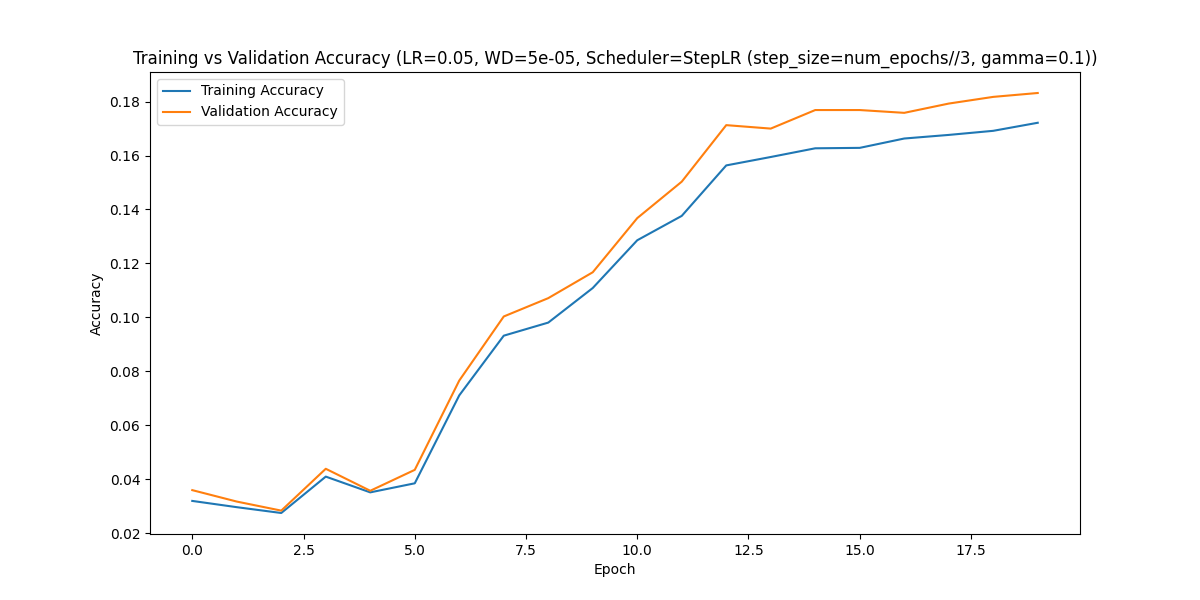 Training vs Validation Accuracy (LR=0.05, WD=5e-05, Scheduler=StepLR (step_size=num_epochs//3, gamma=0.1))
Training Accuracy
Validation Accuracy
0.18
0.16
0.14
0.12
0.10
0.08
0.06
0.04
0.02
Accuracy
0.0 2.5 5.0 7.5 10.0 12.5 15.0 17.5
Epoch